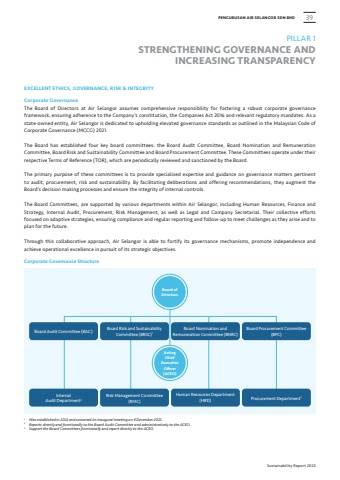 PENGURUSAN AIR SELANGOR SDN BHD 39
PILLAR 1
STRENGTHENING GOVERNANCE AND
INCREASING TRANSPARENCY
EXCELLENT ETHICS, GOVERNANCE, RISK & INTEGRITY
Corporate Governance
The Board of Directors at Air Selangor assumes comprehensive responsibility for fostering a robust corporate governance
framework, ensuring adherence to the Company's constitution, the Companies Act 2016 and relevant regulatory mandates. As a
state-owned entity, Air Selangor is dedicated to upholding elevated governance standards as outlined in the Malaysian Code of
Corporate Governance (MCCG) 2021.
The Board has established four key board committees: the Board Audit Committee, Board Nomination and Remuneration
Committee, Board Risk and Sustainability Committee and Board Procurement Committee. These Committees operate under their
respective Terms of Reference (TOR), which are periodically reviewed and sanctioned by the Board.
The primary purpose of these committees is to provide specialised expertise and guidance on governance matters pertinent
to audit, procurement, risk and sustainability. By facilitating deliberations and offering recommendations, they augment the
Board's decision making processes and ensure the integrity of internal controls.
The Board Committees, are supported by various departments within Air Selangor, including Human Resources, Finance and
Strategy, Internal Audit, Procurement, Risk Management, as well as Legal and Company Secretarial. Their collective efforts
focused on adaptive strategies, ensuring compliance and regular reporting and follow-up to meet challenges as they arise and to
plan for the future.
Through this collaborative approach, Air Selangor is able to fortify its governance mechanisms, promote independence and
achieve operational excellence in pursuit of its strategic objectives.
Corporate Governance Structure
Board of
Directors
Board Audit Committee (BAC)
Board Risk and Sustainability
Committee (BRSC)¹
Board Nomination and
Remuneration Committee (BNRC)
Board Procurement Committee
(BPC)
Acting
Chief
Executive
Officer
(ACEO)
Internal
Audit Department²
Risk Management Committee
(RMC)
Human Resources Department
(HRD)
Procurement Department³
¹ Was established in 2022 and convened its inaugural meeting on 6 December 2022.
² Reports directly and functionally to the Board Audit Committee and administratively to the ACEO.
³ Support the Board Committees functionally and report directly to the ACEO.
Sustainability Report 2023